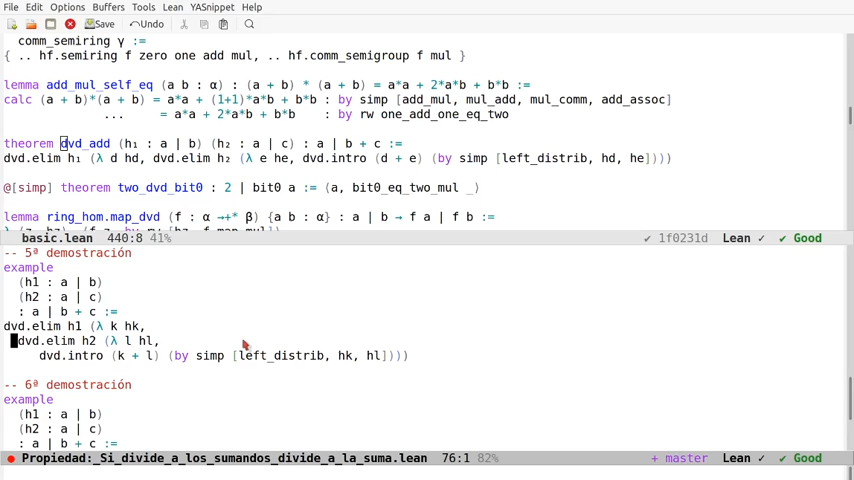 File Edit Options Buffers Tools Lean YASnippet Help
Save Undo
comm_semiring γ :=
{ .. hf.semiring f zero one add mul, .. hf.comm_semigroup f mul }
lemma add_mul_self_eq (a b : α) : (a + b) * (a + b) = a*a + 2*a*b + b*b :=
calc (a + b)*(a + b) = a*a + (1+1)*a*b + b*b : by simp [add_mul, mul_add, mul_comm, add_assoc]
... = a*a + 2*a*b + b*b : by rw one_add_one_eq_two
theorem dvd_add (h₁ : a ∣ b) (h₂ : a ∣ c) : a ∣ b + c :=
dvd.elim h₁ (λ d hd, dvd.elim h₂ (λ e he, dvd.intro (d + e) (by simp [left_distrib, hd, he])))
@[simp] theorem two_dvd_bit0 : 2 ∣ bit0 a := ⟨a, bit0_eq_two_mul _⟩
lemma ring_hom.map_dvd (f : α →+* β) {a b : α} : a ∣ b → f a ∣ f b :=
basic.lean 440:8 41% ✔ 1f0231d Lean ✓ ✔ Good
-- 5ª demostración
example
(h1 : a ∣ b)
(h2 : a ∣ c)
: a ∣ b + c :=
dvd.elim h1 (λ k hk,
dvd.elim h2 (λ l hl,
dvd.intro (k + l) (by simp [left_distrib, hk, hl])))
-- 6ª demostración
example
(h1 : a ∣ b)
(h2 : a ∣ c)
: a ∣ b + c :=
Propiedad:_Si_divide_a_los_sumandos_divide_a_la_suma.lean 76:1 82% + master Lean ✓ ✔ Good